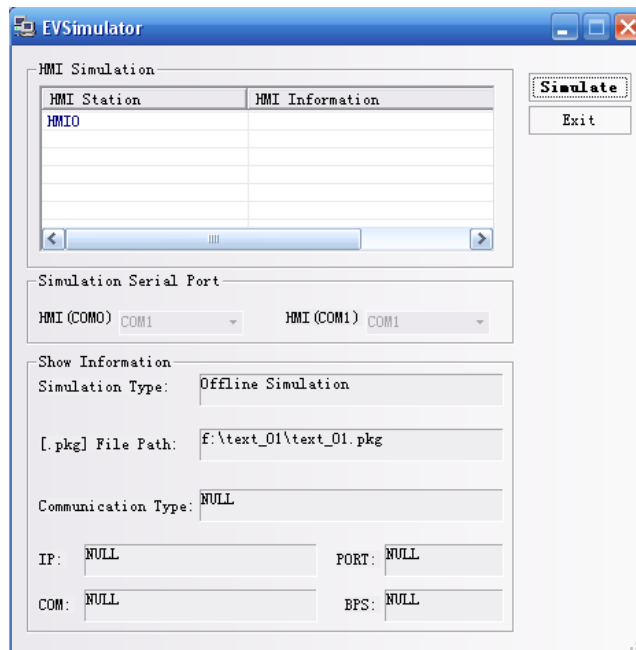 EVSimulator
HMI Simulation
HMI Station HMI Information
HMI0
Simulate
Exit
Simulation Serial Port
HMI(COM0) COM1 HMI(COM1) COM1
Show Information
Simulation Type: Offline Simulation
[.pkg] File Path: f:\text_01\text_01.pkg
Communication Type: NULL
IP: NULL PORT: NULL
COM: NULL BPS: NULL